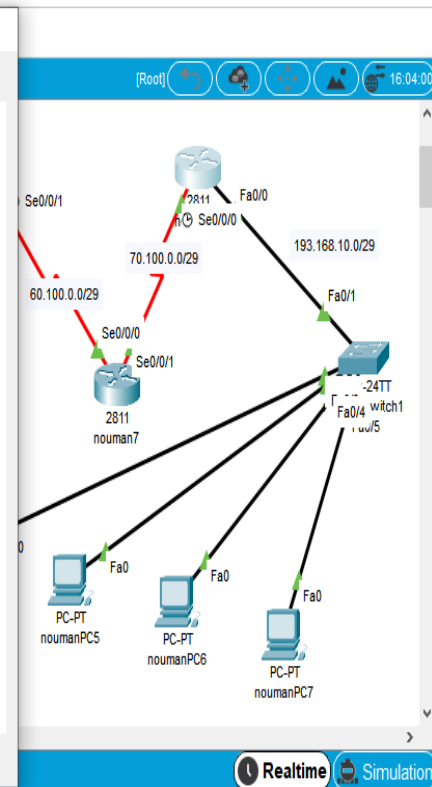 [Root]
16:04:00
Se0/0/1
2811
Fa0/0
Se0/0/0
193.168.10.0/29
70.100.0.0/29
60.100.0.0/29
Fa0/1
Se0/0/0
Se0/0/1
-24TT
witch1
Fa0/4
2811
nouman7
0
Fa0
Fa0
Fa0
PC-PT
noumanPC5
PC-PT
noumanPC6
PC-PT
noumanPC7
Realtime
Simulation